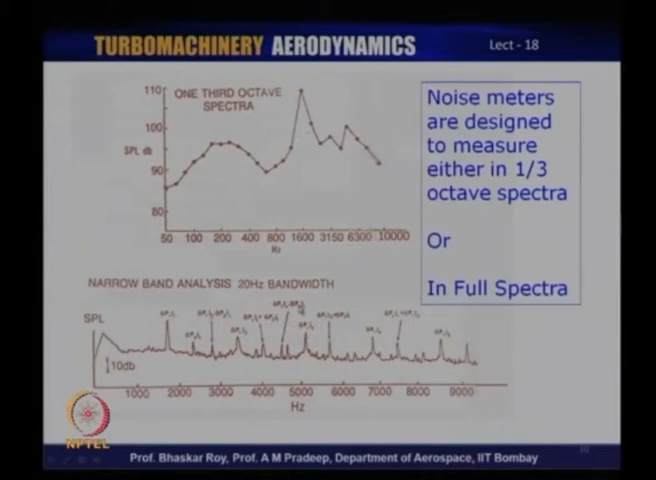 TURBOMACHINERY AERODYNAMICS
Lect - 18
110
ONE THIRD OCTAVE
SPECTRA
100
SPL db
90
80
50 100 200 400 800 1600 3150 6300 10000
Hz
Noise meters
are designed
to measure
either in 1/3
octave spectra
Or
In Full Spectra
NARROW BAND ANALYSIS 20Hz BANDWIDTH
SPL
10db
1000 2000 3000 4000 5000 6000 7000 8000 9000
Hz
NPTEL
Prof. Bhaskar Roy, Prof. A M Pradeep, Department of Aerospace, IIT Bombay